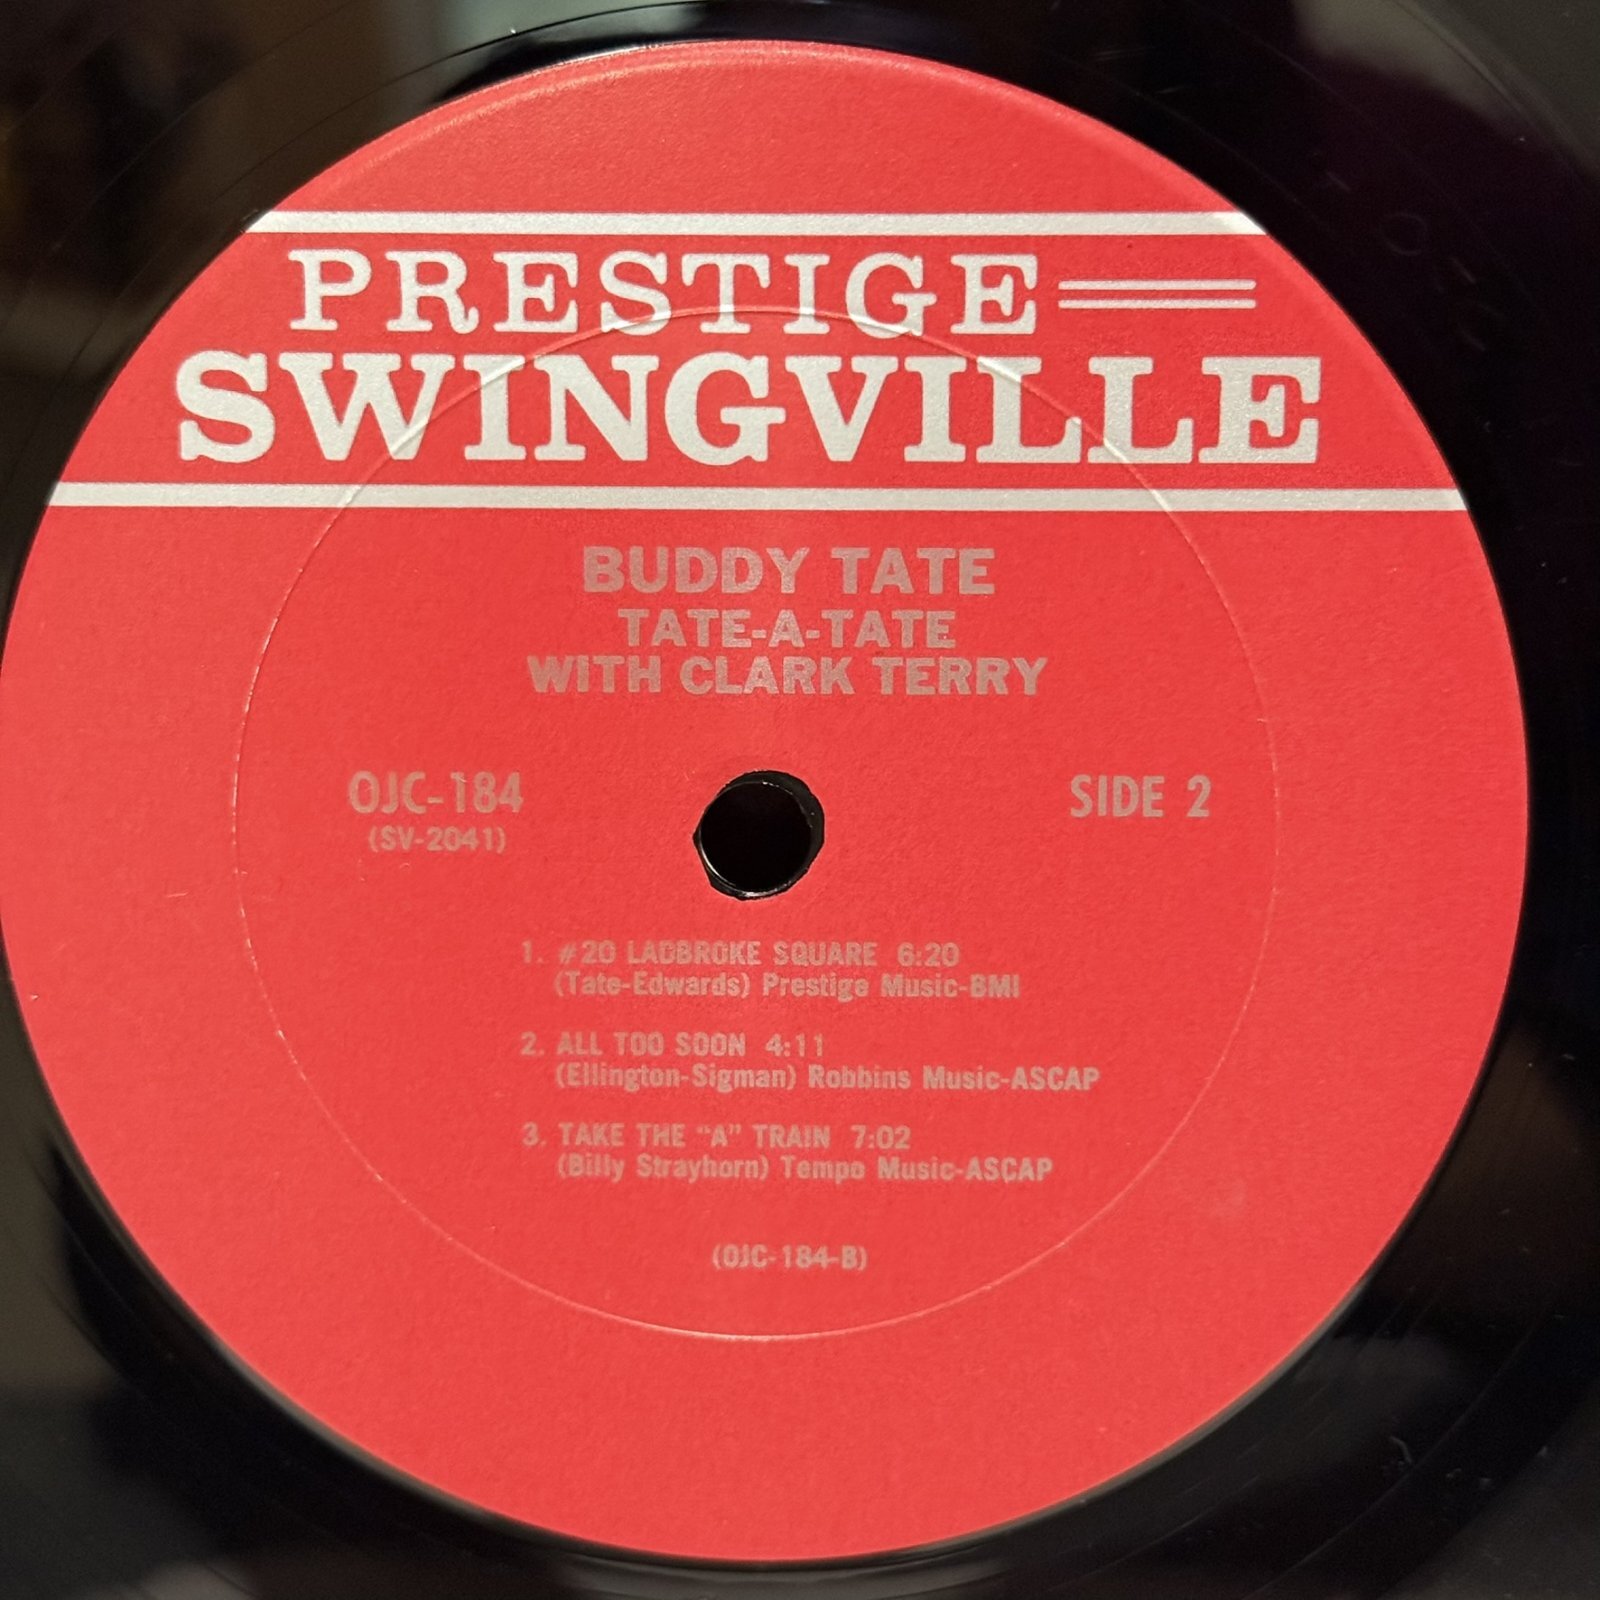 PRESTIGE
SWINGVILLE
BUDDY TATE
TATE-A-TATE
WITH CLARK TERRY
OJC-184
(SV-2041)
SIDE 2
1. #20 LADBROKE SQUARE 6:20
(Tate-Edwards) Prestige Music-BMI
2. ALL TOO SOON 4:11
(Ellington-Sigman) Robbins Music-ASCAP
3. TAKE THE "A" TRAIN 7:02
(Billy Strayhorn) Tempo Music-ASCAP
(OJC-184-B)